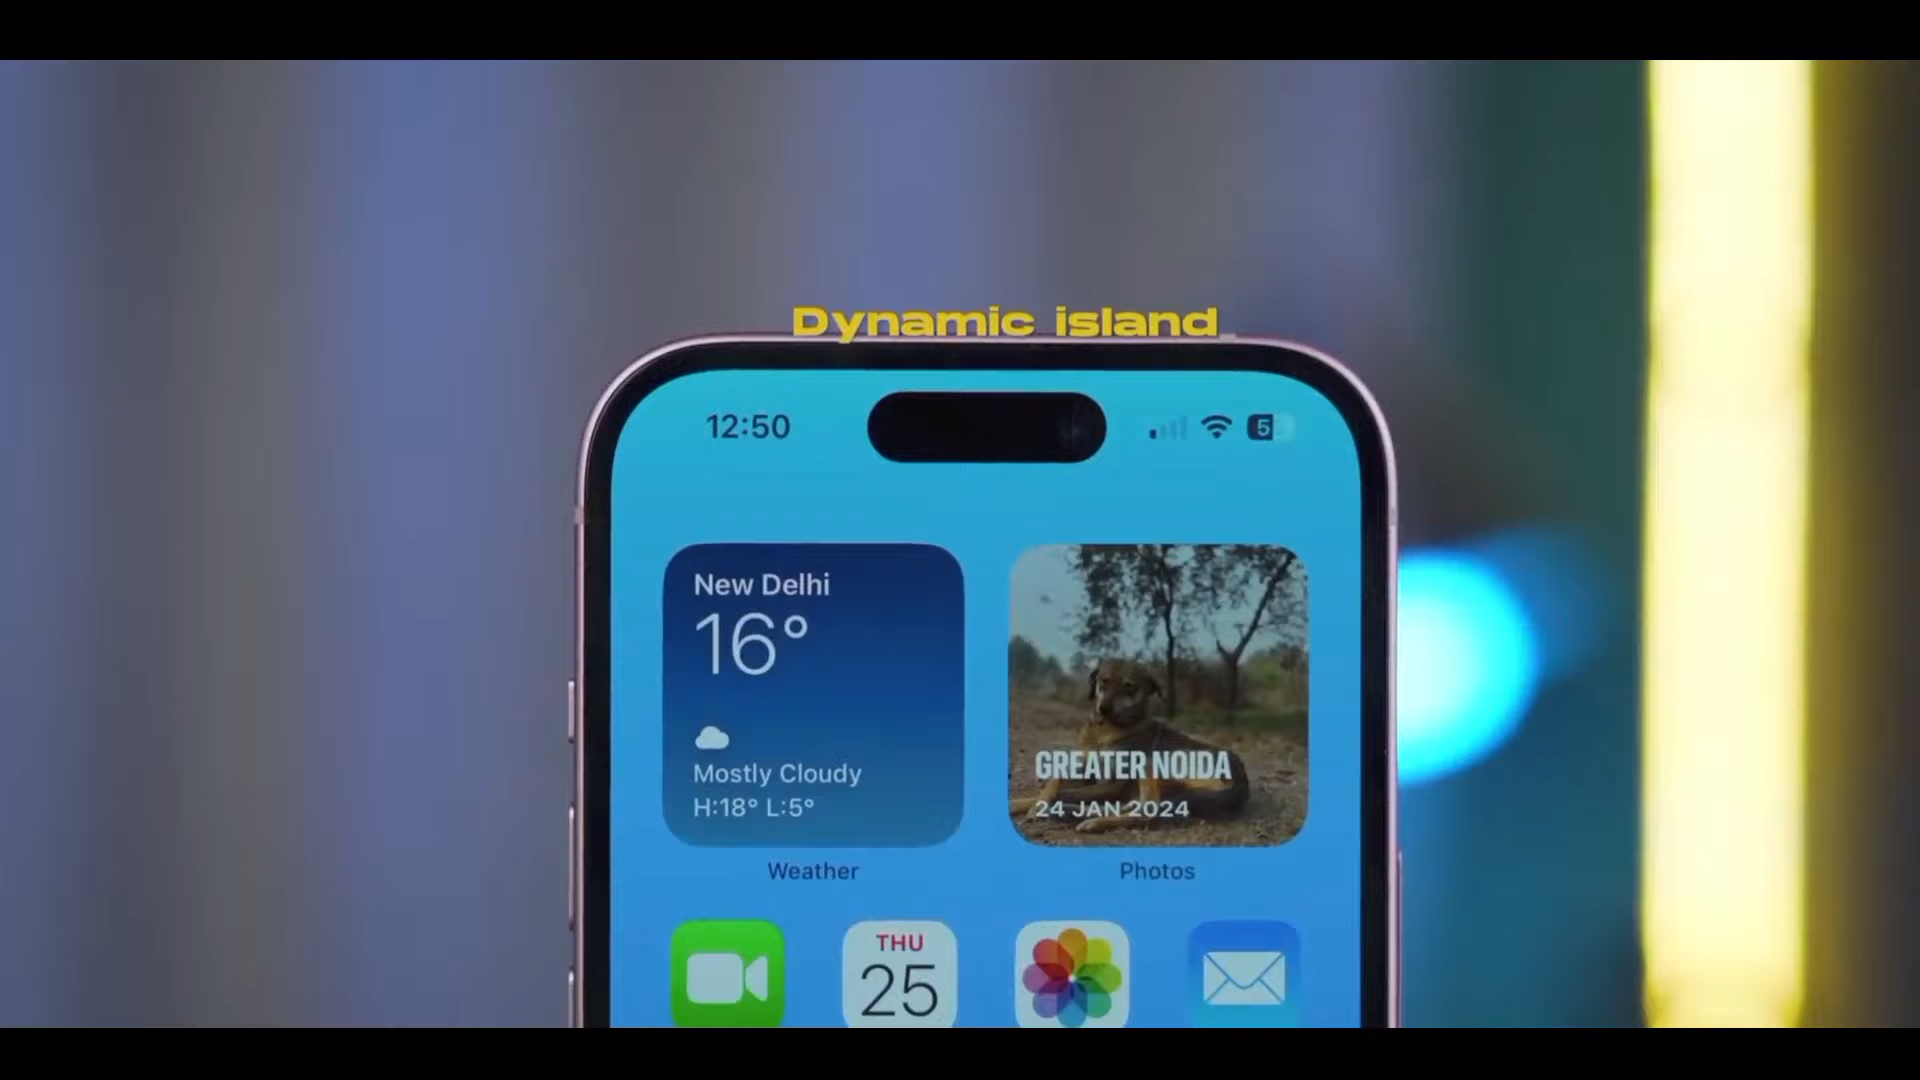 Dynamic island
12:50
5
New Delhi
16°
Mostly Cloudy
H:18° L:5°
GREATER NOIDA
24 JAN 2024
Weather
Photos
THU
25